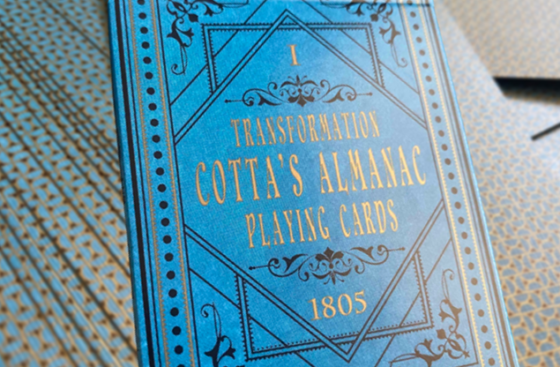 I
TRANSFORMATION
COTTA'S ALMANAC
PLAYING CARDS
1805